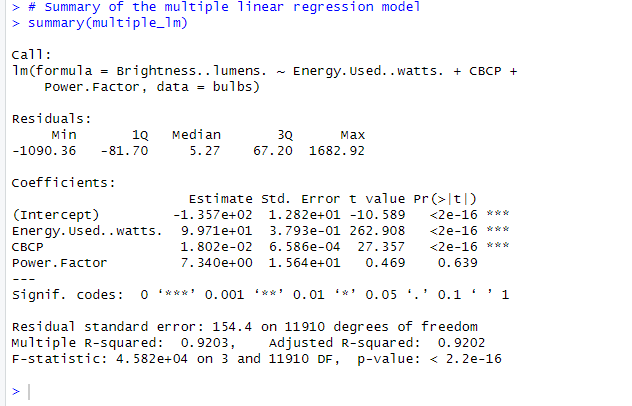 > # Summary of the multiple linear regression model
> summary(multiple_lm)
Call:
lm(formula = Brightness..lumens. ~ Energy.Used..watts. + CBCP +
    Power.Factor, data = bulbs)
Residuals:
     Min       1Q   Median       3Q      Max
-1090.36   -81.70     5.27    67.20  1682.92
Coefficients:
                      Estimate Std. Error t value Pr(>|t|)
(Intercept)         -1.357e+02  1.282e+01 -10.589   <2e-16 ***
Energy.Used..watts.  9.971e+01  3.793e-01 262.908   <2e-16 ***
CBCP                 1.802e-02  6.586e-04  27.357   <2e-16 ***
Power.Factor         7.340e+00  1.564e+01   0.469    0.639
---
Signif. codes:  0 ‘***’ 0.001 ‘**’ 0.01 ‘*’ 0.05 ‘.’ 0.1 ‘ ’ 1
Residual standard error: 154.4 on 11910 degrees of freedom
Multiple R-squared:  0.9203,    Adjusted R-squared:  0.9202
F-statistic: 4.582e+04 on 3 and 11910 DF,  p-value: < 2.2e-16
>